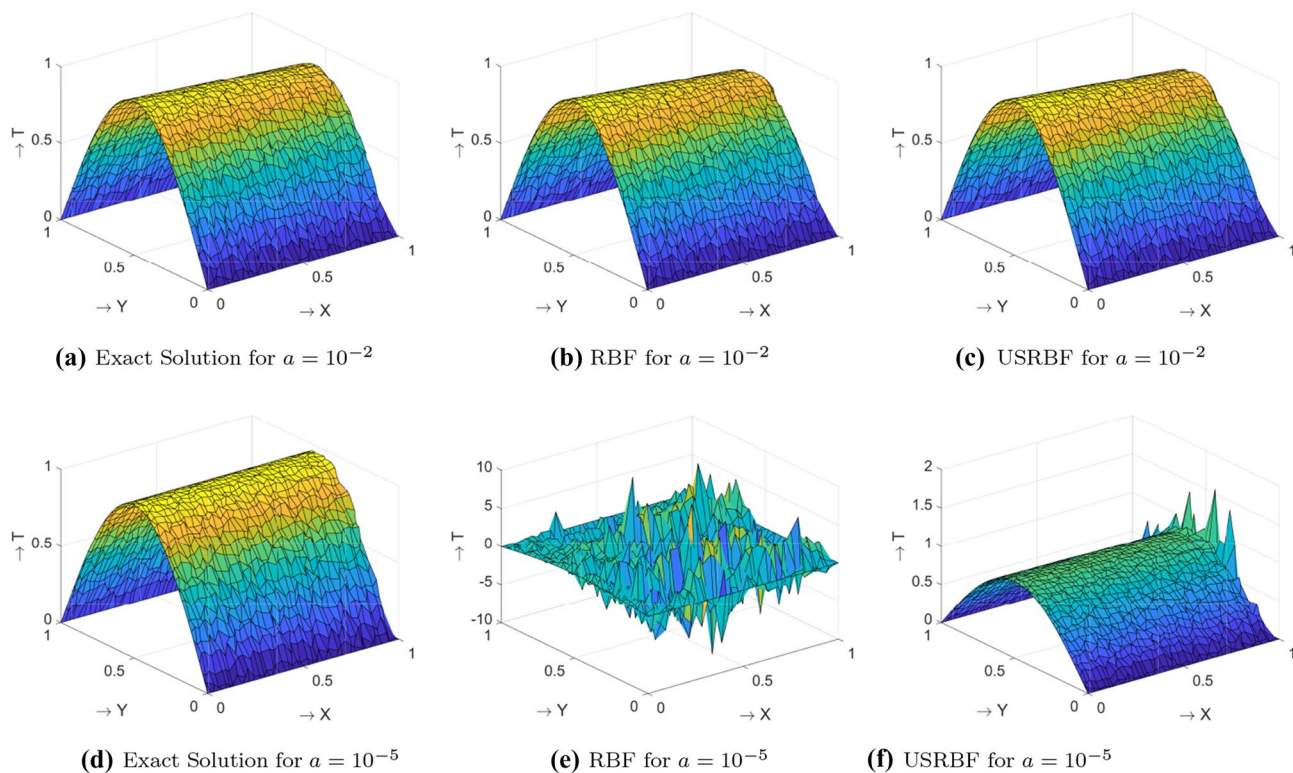 1
0.5
0
→ T
1
0.5
0
→ Y
0
0.5
1
→ X
(a) Exact Solution for a = 10⁻²
1
0.5
0
→ T
1
0.5
0
→ Y
0
0.5
1
→ X
(b) RBF for a = 10⁻²
1
0.5
0
→ T
1
0.5
0
→ Y
0
0.5
1
→ X
(c) USRBF for a = 10⁻²
1
0.5
0
→ T
1
0.5
0
→ Y
0
0.5
1
→ X
(d) Exact Solution for a = 10⁻⁵
10
5
0
-5
-10
→ T
1
0.5
0
→ Y
0
0.5
1
→ X
(e) RBF for a = 10⁻⁵
2
1.5
1
0.5
0
→ T
1
0.5
0
→ Y
0
0.5
1
→ X
(f) USRBF for a = 10⁻⁵